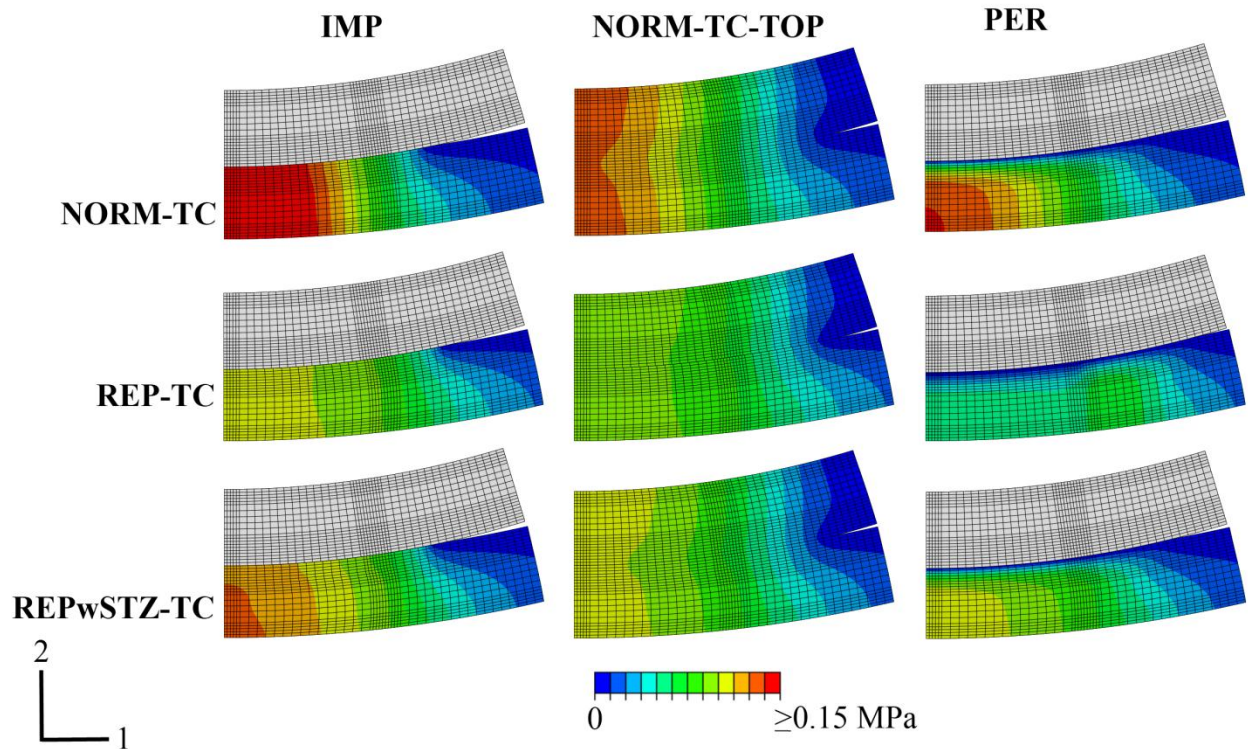 IMP
NORM-TC-TOP
PER
NORM-TC
REP-TC
REPwSTZ-TC
2
1
0
≥0.15 MPa